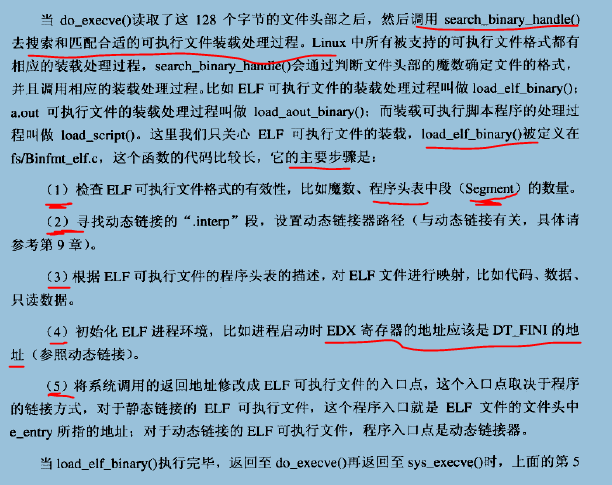 当 do_execve()读取了这 128 个字节的文件头部之后，然后调用 search_binary_handle()
去搜索和匹配合适的可执行文件装载处理过程。Linux 中所有被支持的可执行文件格式都有
相应的装载处理过程，search_binary_handle()会通过判断文件头部的魔数确定文件的格式，
并且调用相应的装载处理过程。比如 ELF 可执行文件的装载处理过程叫做 load_elf_binary()；
a.out 可执行文件的装载处理过程叫做 load_aout_binary()；而装载可执行脚本程序的处理过
程叫做 load_script()。这里我们只关心 ELF 可执行文件的装载，load_elf_binary()被定义在
fs/Binfmt_elf.c，这个函数的代码比较长，它的主要步骤是：
（1）检查 ELF 可执行文件格式的有效性，比如魔数、程序头表中段（Segment）的数量。
（2）寻找动态链接的“.interp”段，设置动态链接器路径（与动态链接有关，具体请
参考第 9 章）。
（3）根据 ELF 可执行文件的程序头表的描述，对 ELF 文件进行映射，比如代码、数据、
只读数据。
（4）初始化 ELF 进程环境，比如进程启动时 EDX 寄存器的地址应该是 DT_FINI 的地
址（参照动态链接）。
（5）将系统调用的返回地址修改成 ELF 可执行文件的入口点，这个入口点取决于程序
的链接方式，对于静态链接的 ELF 可执行文件，这个程序入口就是 ELF 文件的文件头中
e_entry 所指的地址；对于动态链接的 ELF 可执行文件，程序入口点是动态链接器。
当 load_elf_binary()执行完毕，返回至 do_execve()再返回至 sys_execve()时，上面的第 5